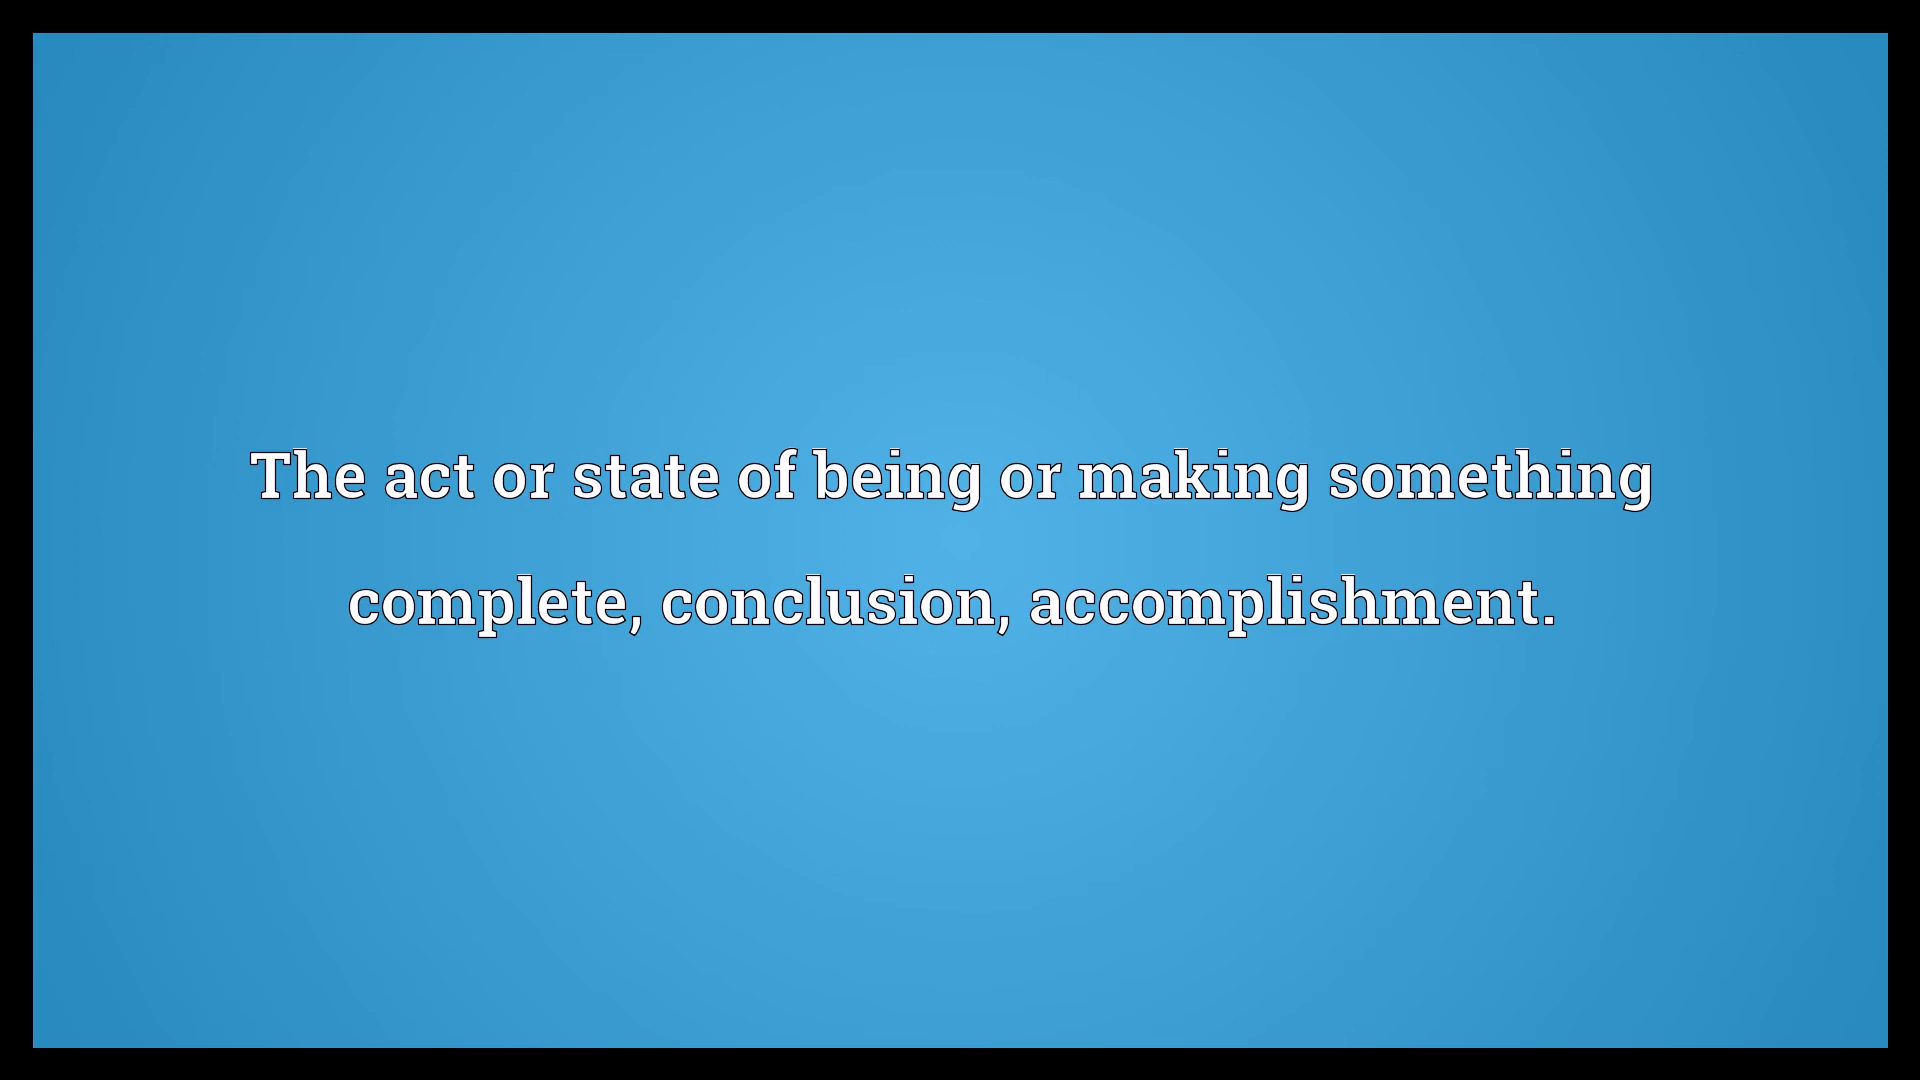 The act or state of being or making something
complete, conclusion, accomplishment.